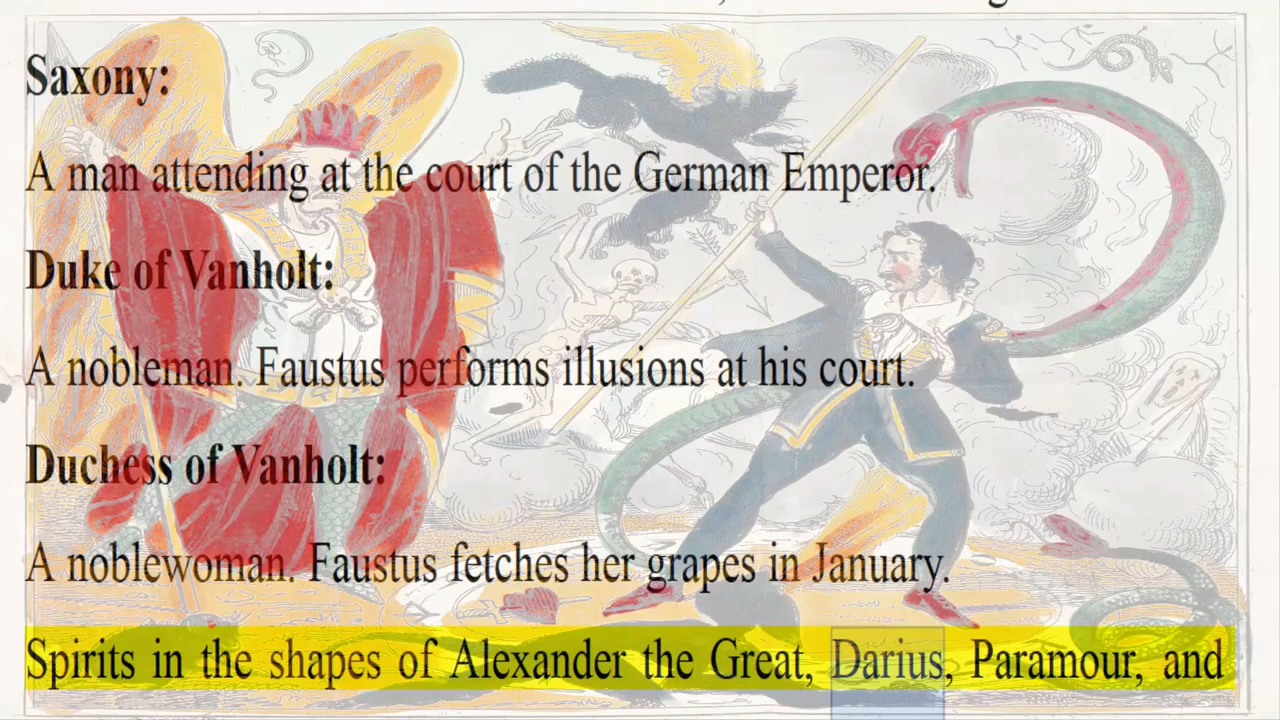 Saxony:
A man attending at the court of the German Emperor.
Duke of Vanholt:
A nobleman. Faustus performs illusions at his court.
Duchess of Vanholt:
A noblewoman. Faustus fetches her grapes in January.
Spirits in the shapes of Alexander the Great, Darius, Paramour, and